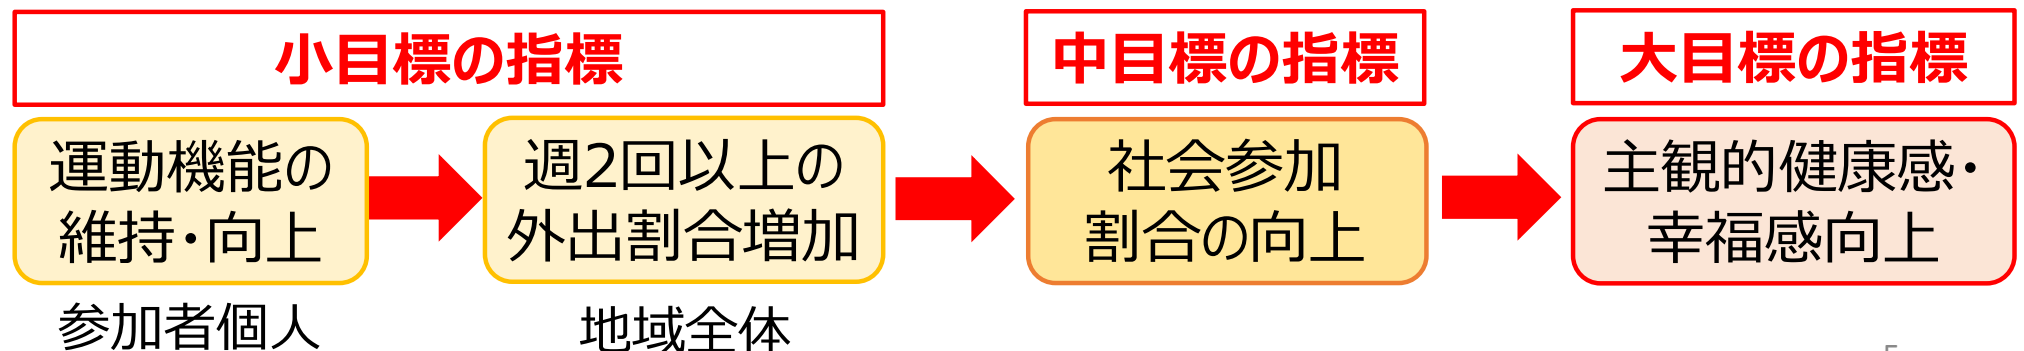 小目標の指標
中目標の指標
大目標の指標
運動機能の
維持・向上
週2回以上の
外出割合増加
社会参加
割合の向上
主観的健康感・
幸福感向上
参加者個人
地域全体